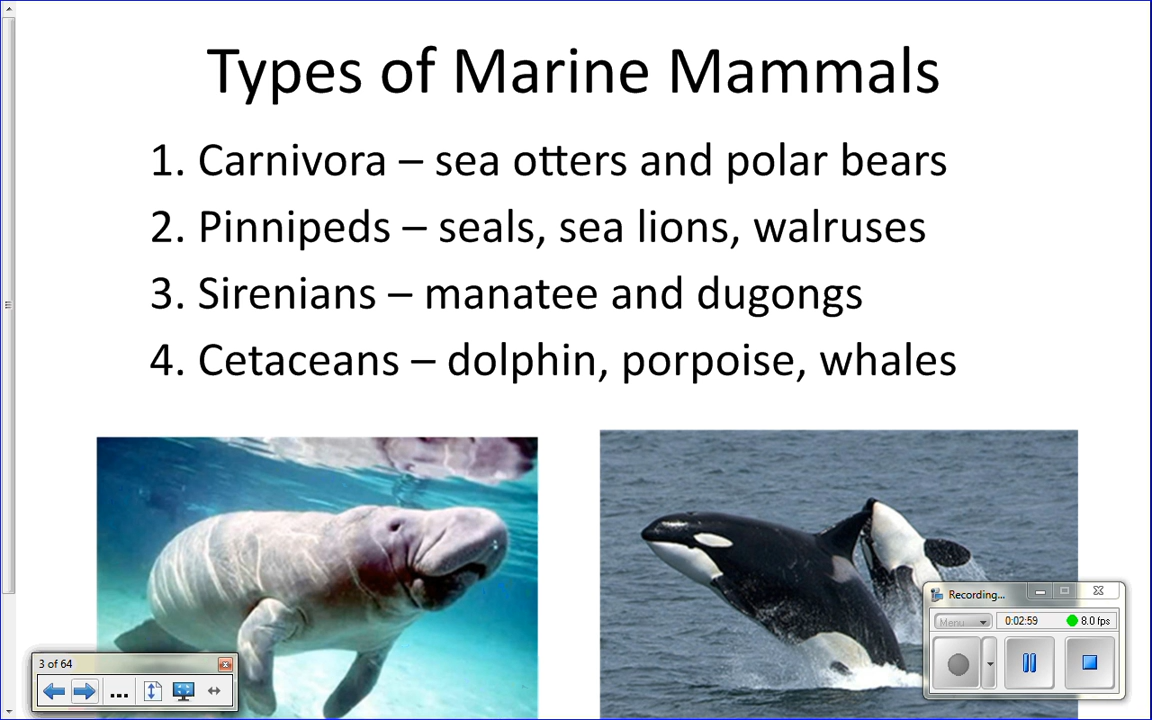 Types of Marine Mammals
1. Carnivora – sea otters and polar bears
2. Pinnipeds – seals, sea lions, walruses
3. Sirenians – manatee and dugongs
4. Cetaceans – dolphin, porpoise, whales
Recording...
Menu
0:02:59
8.0 fps
3 of 64
...